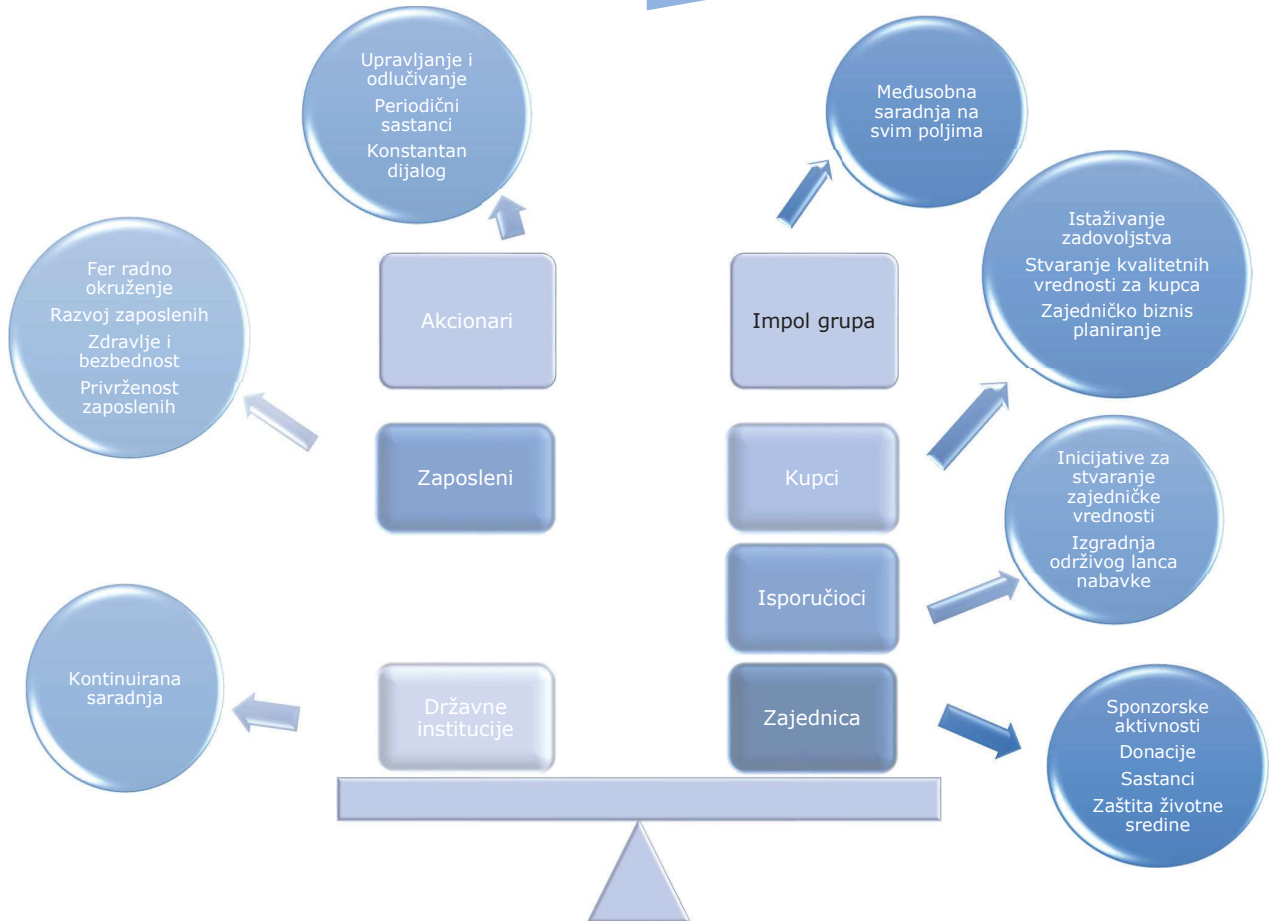 Upravljanje i
odlučivanje
Periodični
sastanci
Konstantan
dijalog
Međusobna
saradnja na
svim poljima
Istaživanje
zadovoljstva
Stvaranje kvalitetnih
vrednosti za kupca
Zajedničko biznis
planiranje
Fer radno
okruženje
Razvoj zaposlenih
Zdravlje i
bezbednost
Privrženost
zaposlenih
Akcionari
Impol grupa
Zaposleni
Kupci
Inicijative za
stvaranje
zajedničke
vrednosti
Izgradnja
održivog lanca
nabavke
Isporučioci
Kontinuirana
saradnja
Državne
institucije
Zajednica
Sponzorske
aktivnosti
Donacije
Sastanci
Zaštita životne
sredine